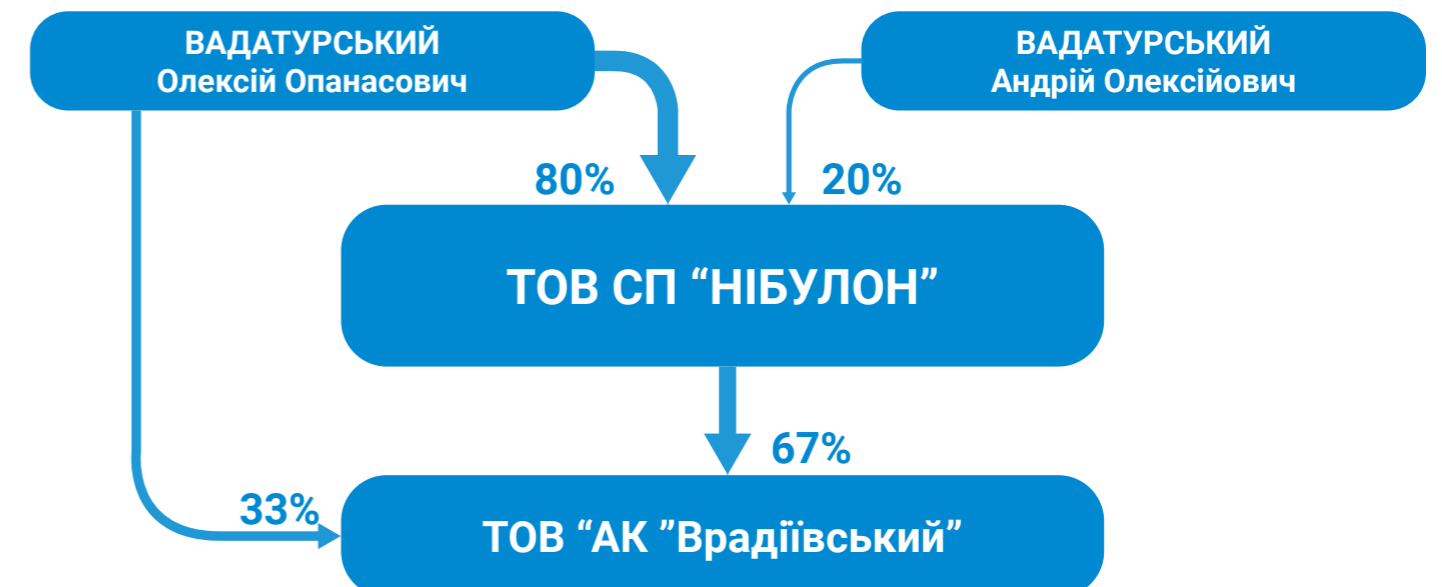 ВАДАТУРСЬКИЙ
Олексій Опанасович
ВАДАТУРСЬКИЙ
Андрій Олексійович
80%
20%
ТОВ СП “НІБУЛОН”
67%
33%
ТОВ “АК ”Врадіївський”